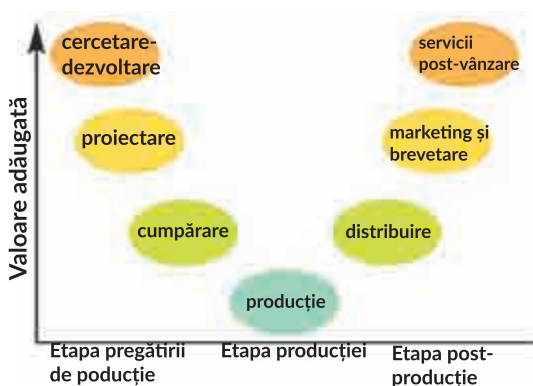 Valoare adăugată
cercetare-
dezvoltare
servicii
post-vânzare
proiectare
marketing și
brevetare
cumpărare
distribuire
producție
Etapa pregătirii
de poducție
Etapa producției
Etapa post-
producție